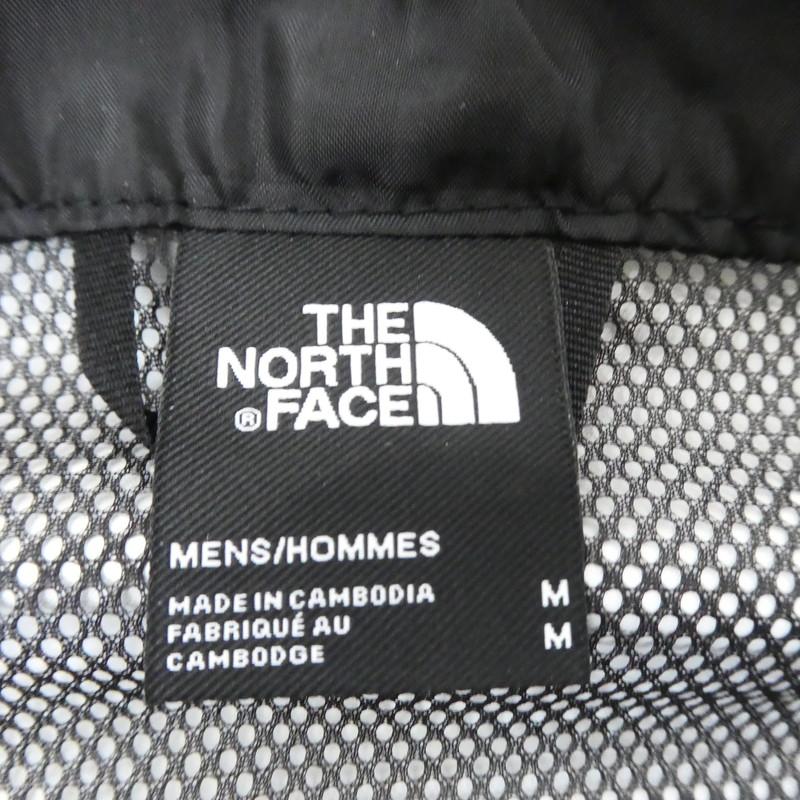 THE
NORTH
® FACE
MENS/HOMMES
MADE IN CAMBODIA M
FABRIQUÉ AU M
CAMBODGE